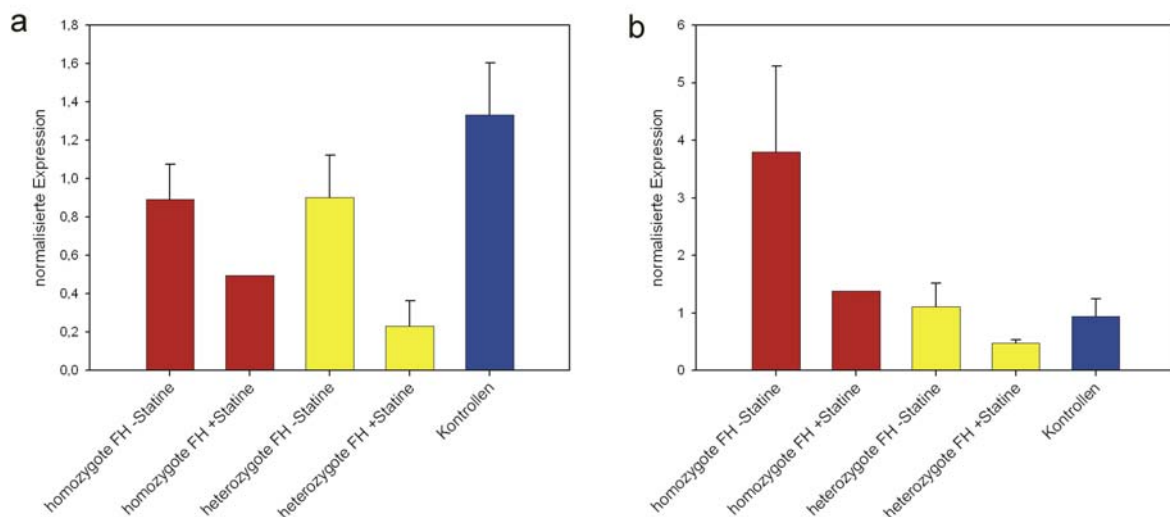 a
normalisierte Expression
1,8
1,6
1,4
1,2
1,0
0,8
0,6
0,4
0,2
0,0
homozygote FH -Statine
homozygote FH +Statine
heterozygote FH -Statine
heterozygote FH +Statine
Kontrollen
b
normalisierte Expression
6
5
4
3
2
1
0
homozygote FH -Statine
homozygote FH +Statine
heterozygote FH -Statine
heterozygote FH +Statine
Kontrollen